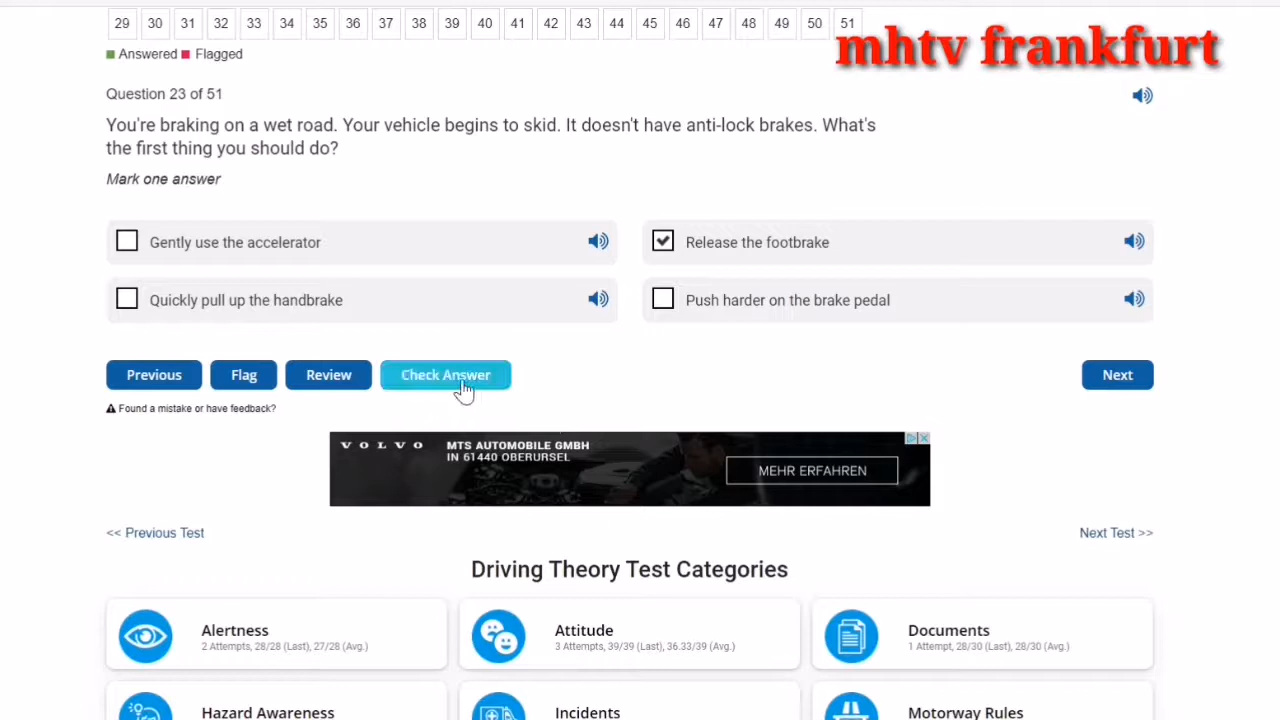 29 30 31 32 33 34 35 36 37 38 39 40 41 42 43 44 45 46 47 48 49 50 51
mhtv frankfurt
Answered Flagged
Question 23 of 51
You're braking on a wet road. Your vehicle begins to skid. It doesn't have anti-lock brakes. What's
the first thing you should do?
Mark one answer
Gently use the accelerator
Release the footbrake
Quickly pull up the handbrake
Push harder on the brake pedal
Previous Flag Review Check Answer Next
Found a mistake or have feedback?
VOLVO
MTS AUTOMOBILE GMBH
IN 61440 OBERURSEL
MEHR ERFAHREN
<< Previous Test
Next Test >>
Driving Theory Test Categories
Alertness
2 Attempts, 28/28 (Last), 27/28 (Avg.)
Attitude
3 Attempts, 39/39 (Last), 36.33/39 (Avg.)
Documents
1 Attempt, 28/30 (Last), 28/30 (Avg.)
Hazard Awareness
Incidents
Motorway Rules